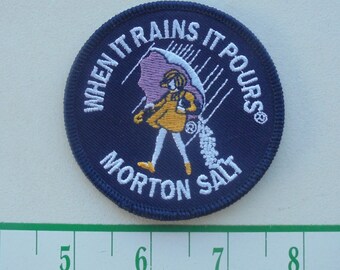 WHEN IT RAINS IT POURS®
®
MORTON SALT
5 6 7 8